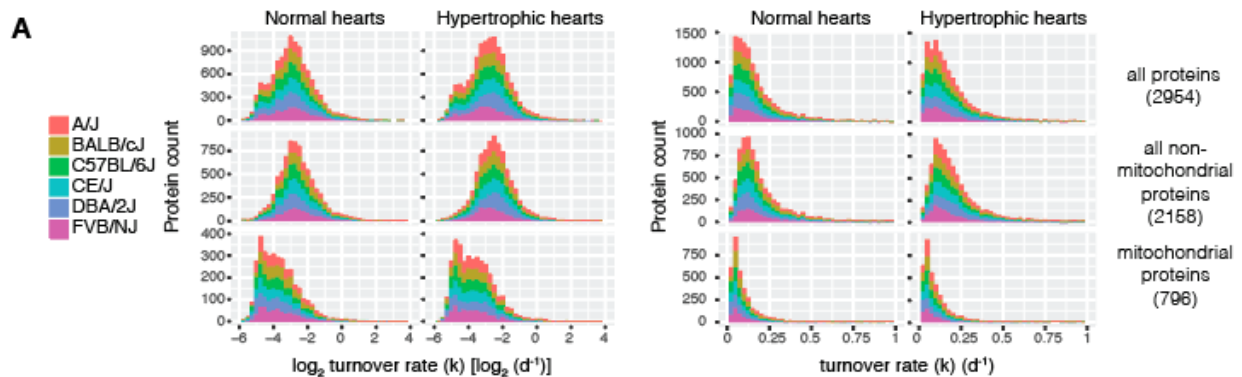 A
Normal hearts
Hypertrophic hearts
Normal hearts
Hypertrophic hearts
A/J
BALB/cJ
C57BL/6J
CE/J
DBA/2J
FVB/NJ
Protein count
900
600
300
0
750
500
250
0
400
300
200
100
0
−6 −4 −2 0 2 4
−6 −4 −2 0 2 4
log₂ turnover rate (k) [log₂ (d⁻¹)]
Protein count
1500
1000
500
0
1000
750
500
250
0
750
500
250
0
0 0.25 0.5 0.75 1
0 0.25 0.5 0.75 1
turnover rate (k) (d⁻¹)
all proteins
(2954)
all non-
mitochondrial
proteins
(2158)
mitochondrial
proteins
(796)